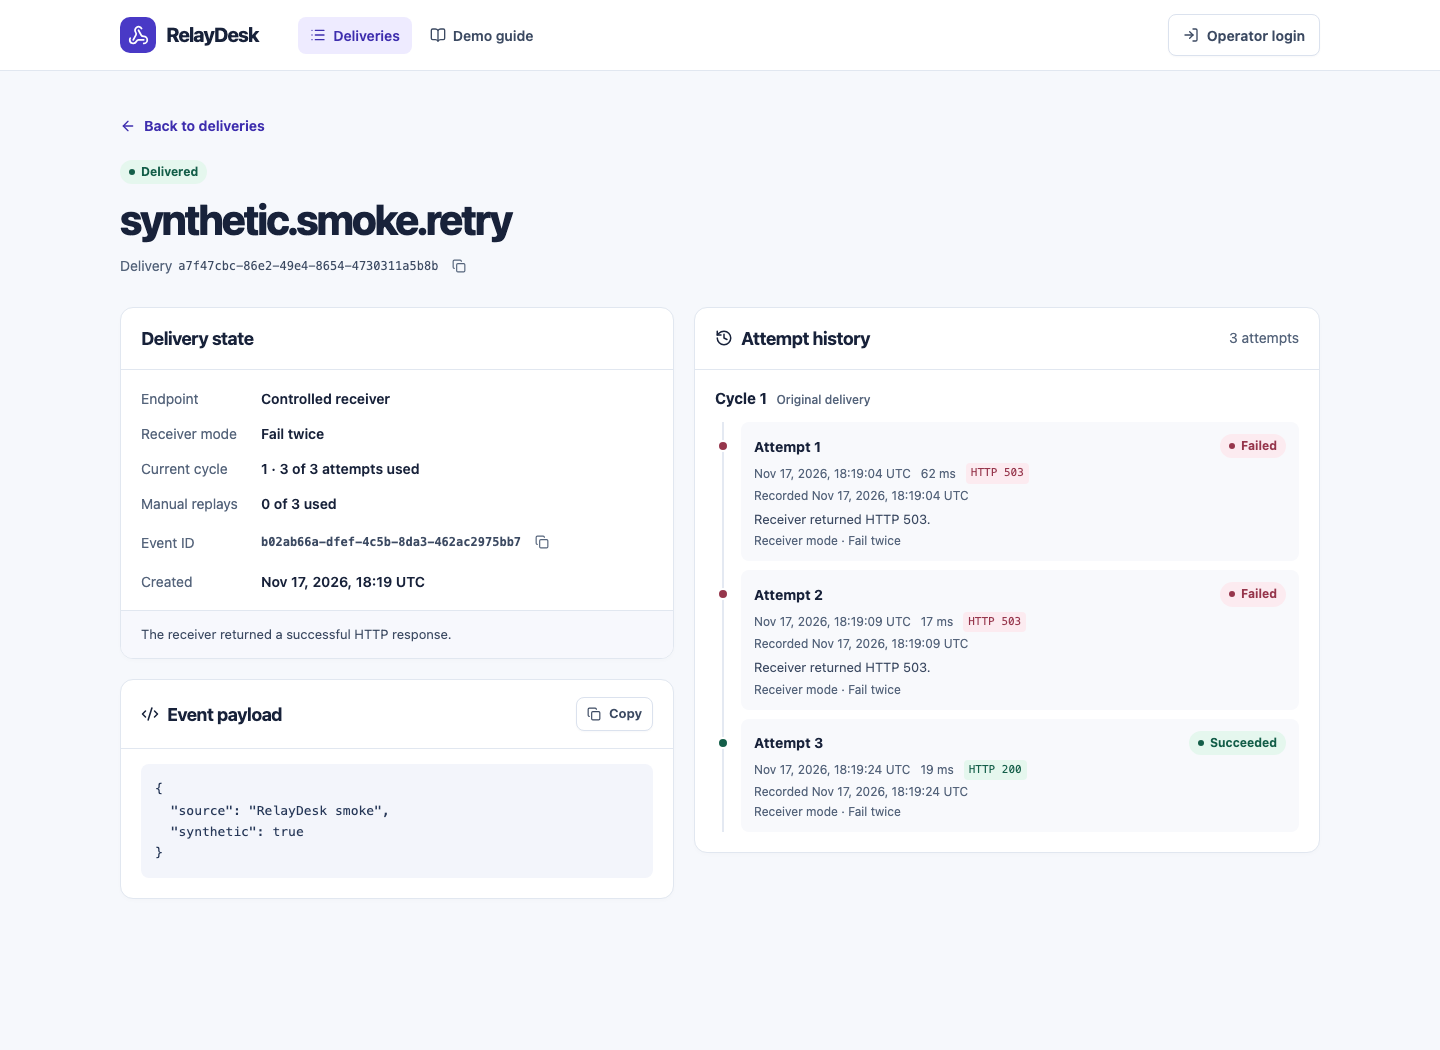 RelayDesk
Deliveries
Demo guide
Operator login
Back to deliveries
Delivered
synthetic.smoke.retry
Delivery a7f47cbc-86e2-49e4-8654-4730311a5b8b
Delivery state
Endpoint Controlled receiver
Receiver mode Fail twice
Current cycle 1 · 3 of 3 attempts used
Manual replays 0 of 3 used
Event ID b02ab66a-dfef-4c5b-8da3-462ac2975bb7
Created Nov 17, 2026, 18:19 UTC
The receiver returned a successful HTTP response.
Event payload
Copy
{
  "source": "RelayDesk smoke",
  "synthetic": true
}
Attempt history
3 attempts
Cycle 1 Original delivery
Attempt 1
Failed
Nov 17, 2026, 18:19:04 UTC 62 ms HTTP 503
Recorded Nov 17, 2026, 18:19:04 UTC
Receiver returned HTTP 503.
Receiver mode · Fail twice
Attempt 2
Failed
Nov 17, 2026, 18:19:09 UTC 17 ms HTTP 503
Recorded Nov 17, 2026, 18:19:09 UTC
Receiver returned HTTP 503.
Receiver mode · Fail twice
Attempt 3
Succeeded
Nov 17, 2026, 18:19:24 UTC 19 ms HTTP 200
Recorded Nov 17, 2026, 18:19:24 UTC
Receiver mode · Fail twice